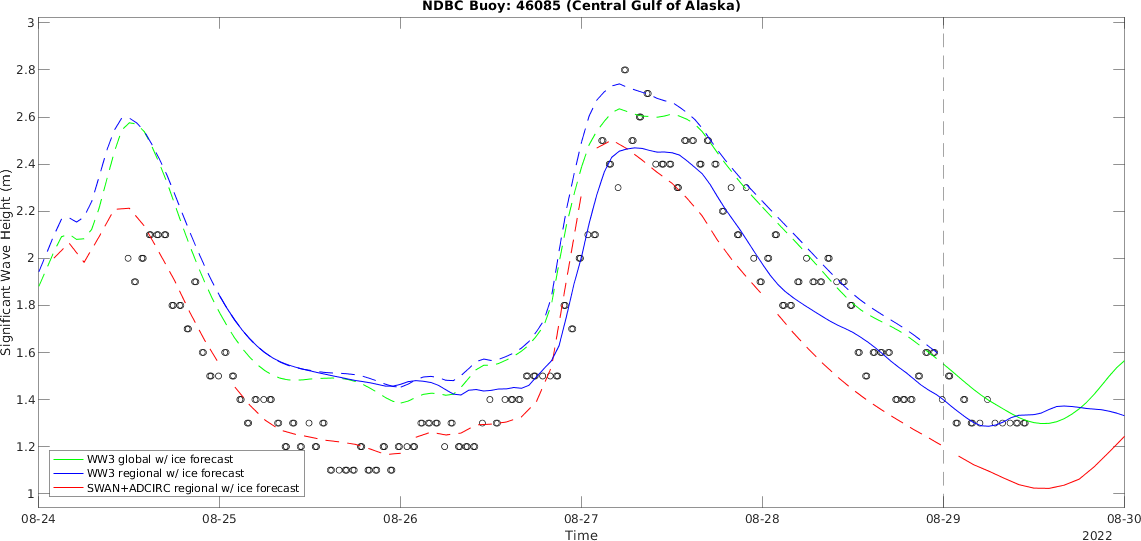 NDBC Buoy: 46085 (Central Gulf of Alaska)
3
2.8
2.6
2.4
2.2
2
1.8
1.6
1.4
1.2
1
Significant Wave Height (m)
WW3 global w/ ice forecast
WW3 regional w/ ice forecast
SWAN+ADCIRC regional w/ ice forecast
08-24 08-25 08-26 08-27 08-28 08-29 08-30
Time
2022